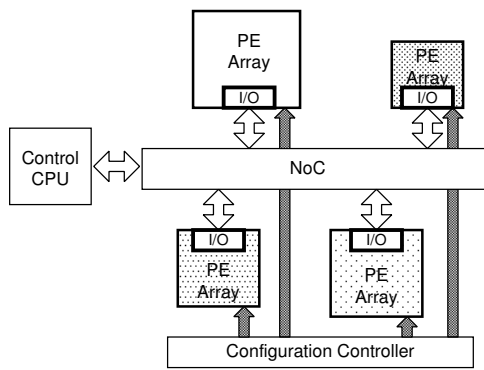 PE
Array
I/O
PE
Array
I/O
Control
CPU
NoC
I/O
PE
Array
I/O
PE
Array
Configuration Controller